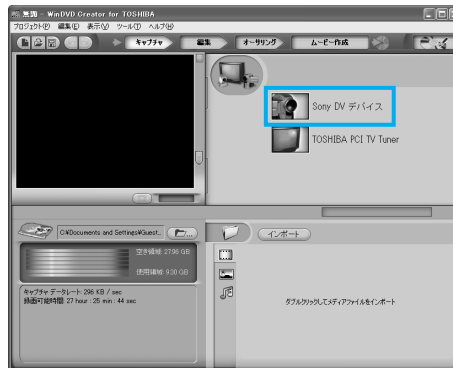 無題 - WinDVD Creator for TOSHIBA
プロジェクト(P) 編集(E) 表示(V) ツール(T) ヘルプ(H)
キャプチャ 編集 オーサリング ムービー作成
Sony DV デバイス
TOSHIBA PCI TV Tuner
C:¥Documents and Settings¥Guest...
インポート
空き領域: 27.96 GB
使用領域: 9.30 GB
キャプチャ データレート: 296 KB / sec
録画可能時間: 27 hour : 25 min : 44 sec
ダブルクリックしてメディアファイルをインポート